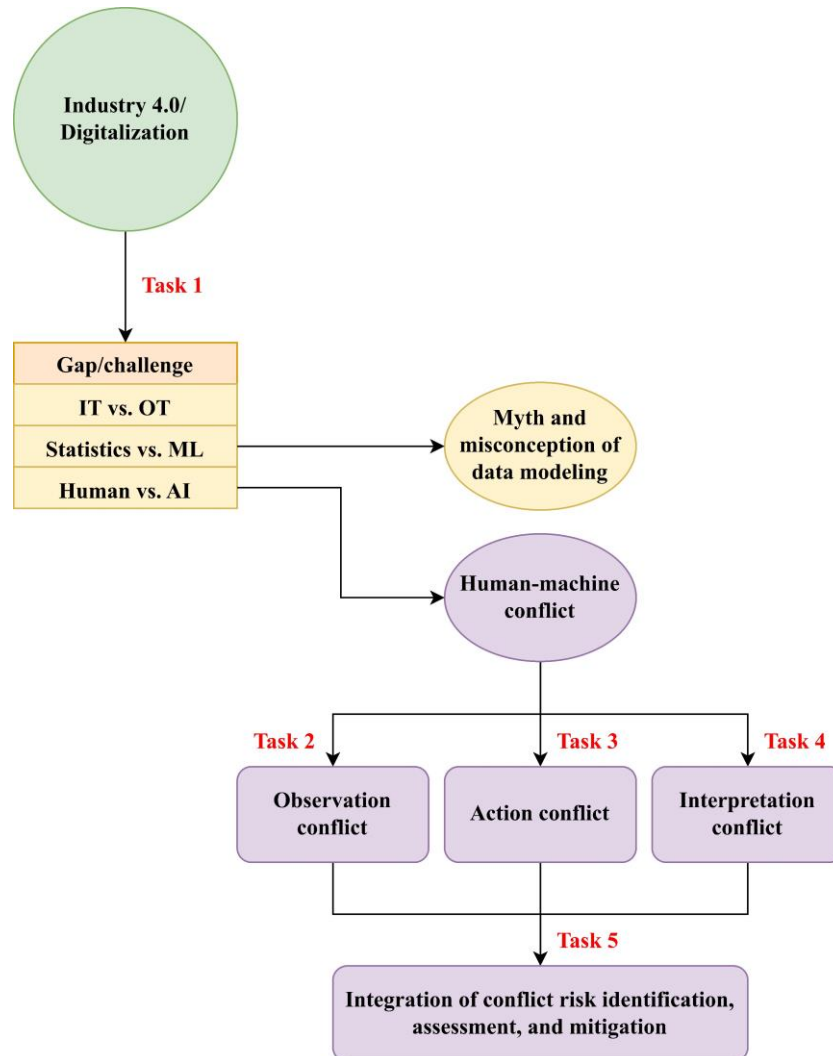 Industry 4.0/
Digitalization
Task 1
Gap/challenge
IT vs. OT
Statistics vs. ML
Human vs. AI
Myth and
misconception of
data modeling
Human-machine
conflict
Task 2
Task 3
Task 4
Observation
conflict
Action conflict
Interpretation
conflict
Task 5
Integration of conflict risk identification,
assessment, and mitigation